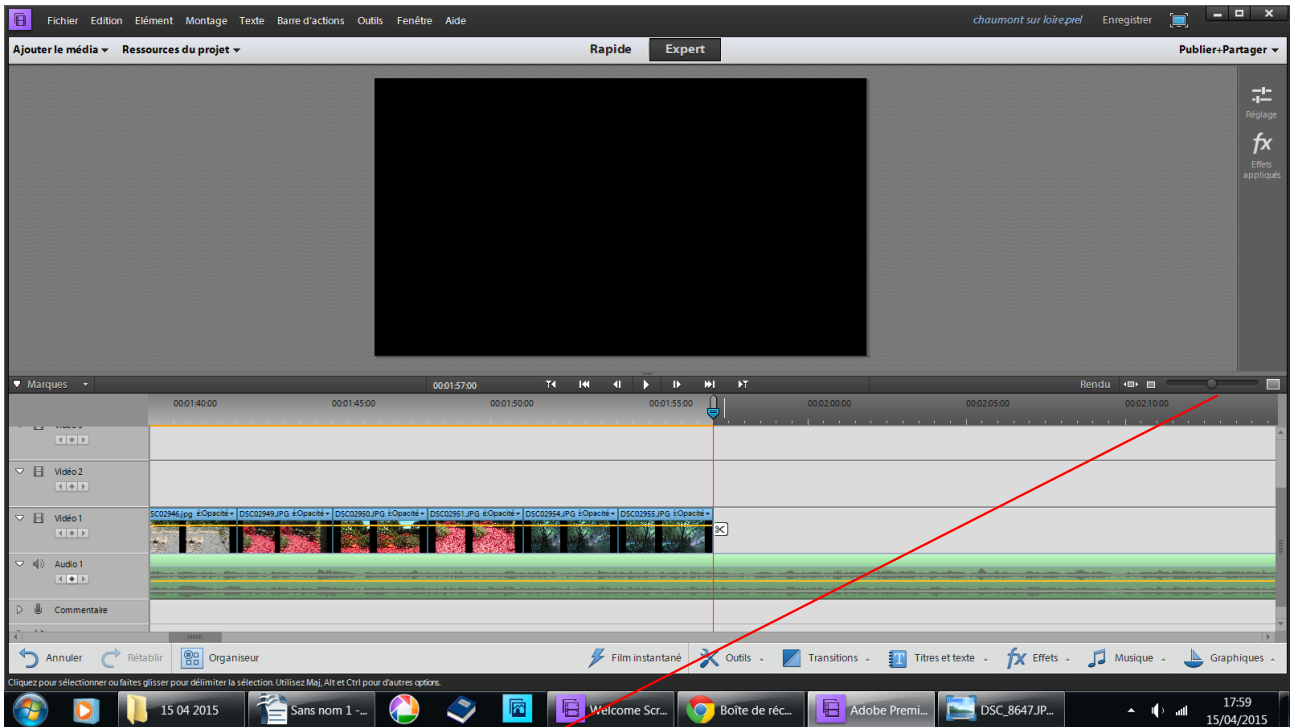 Fichier Edition Elément Montage Texte Barre d'actions Outils Fenêtre Aide chaumont sur loire.prel Enregistrer
Ajouter le média Ressources du projet Rapide Expert Publier+Partager
Réglage
fx
Effets appliqués
Marques 00:01:57:00 Rendu
00:01:40:00 00:01:45:00 00:01:50:00 00:01:55:00 00:02:00:00 00:02:05:00 00:02:10:00
Vidéo 2
Vidéo 1 SC02946.jpg é:Opacité DSC02949.JPG é:Opacité DSC02950.JPG é:Opacité DSC02951.JPG é:Opacité DSC02954.JPG é:Opacité DSC02955.JPG é:Opacité
Audio 1
Commentaire
Annuler Rétablir Organiseur Film instantané Outils Transitions T Titres et texte fx Effets Musique Graphiques
Cliquez pour sélectionner ou faites glisser pour délimiter la sélection. Utilisez Maj, Alt et Ctrl pour d'autres options.
15 04 2015 Sans nom 1 -... Welcome Scr... Boîte de réc... Adobe Premi... DSC_8647.JP... 17:59
15/04/2015